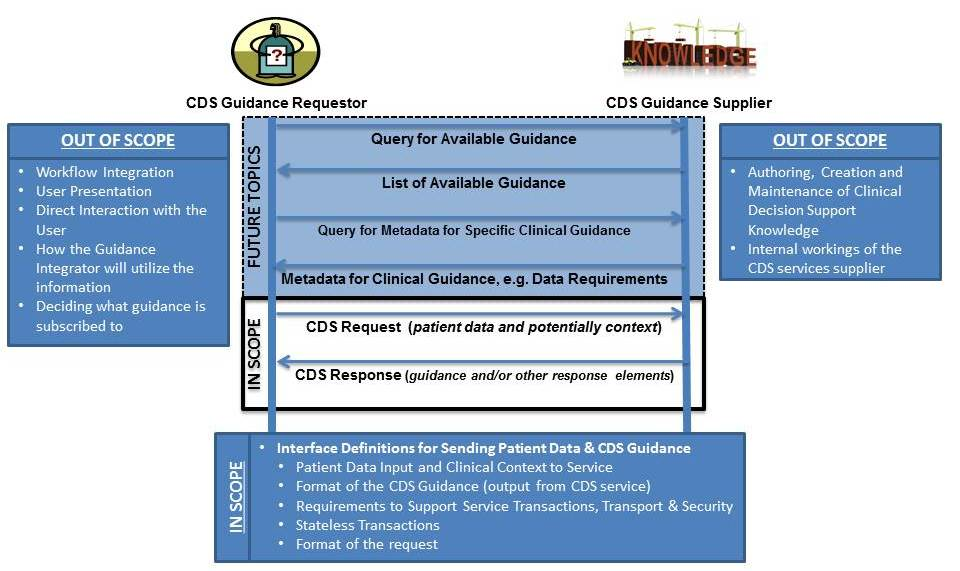 ?
KNOWLEDGE
CDS Guidance Requestor
CDS Guidance Supplier
OUT OF SCOPE
• Workflow Integration
• User Presentation
• Direct Interaction with the
User
• How the Guidance
Integrator will utilize the
information
• Deciding what guidance is
subscribed to
FUTURE TOPICS
Query for Available Guidance
List of Available Guidance
Query for Metadata for Specific Clinical Guidance
Metadata for Clinical Guidance, e.g. Data Requirements
IN SCOPE
CDS Request (patient data and potentially context)
CDS Response (guidance and/or other response elements)
OUT OF SCOPE
• Authoring, Creation and
Maintenance of Clinical
Decision Support
Knowledge
• Internal workings of the
CDS services supplier
IN SCOPE
• Interface Definitions for Sending Patient Data & CDS Guidance
• Patient Data Input and Clinical Context to Service
• Format of the CDS Guidance (output from CDS service)
• Requirements to Support Service Transactions, Transport & Security
• Stateless Transactions
• Format of the request